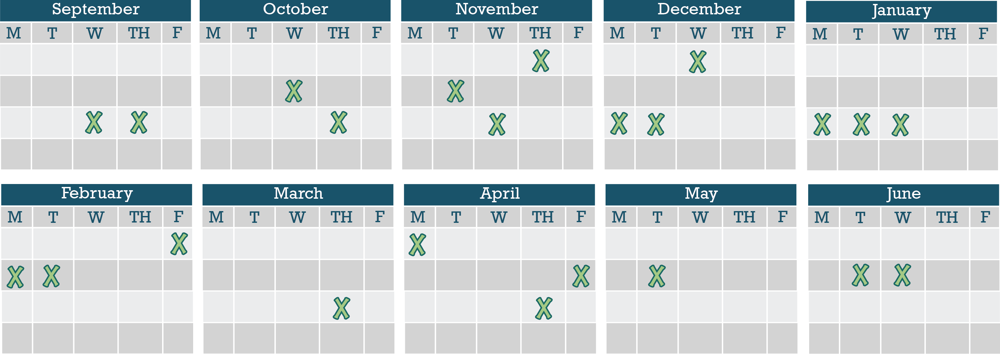 September October November December January
M T W TH F M T W TH F M T W TH F M T W TH F M T W TH F
X X
X X X
X X X X X X X X X X
February March April May June
M T W TH F M T W TH F M T W TH F M T W TH F M T W TH F
X X
X X X X X X
X X